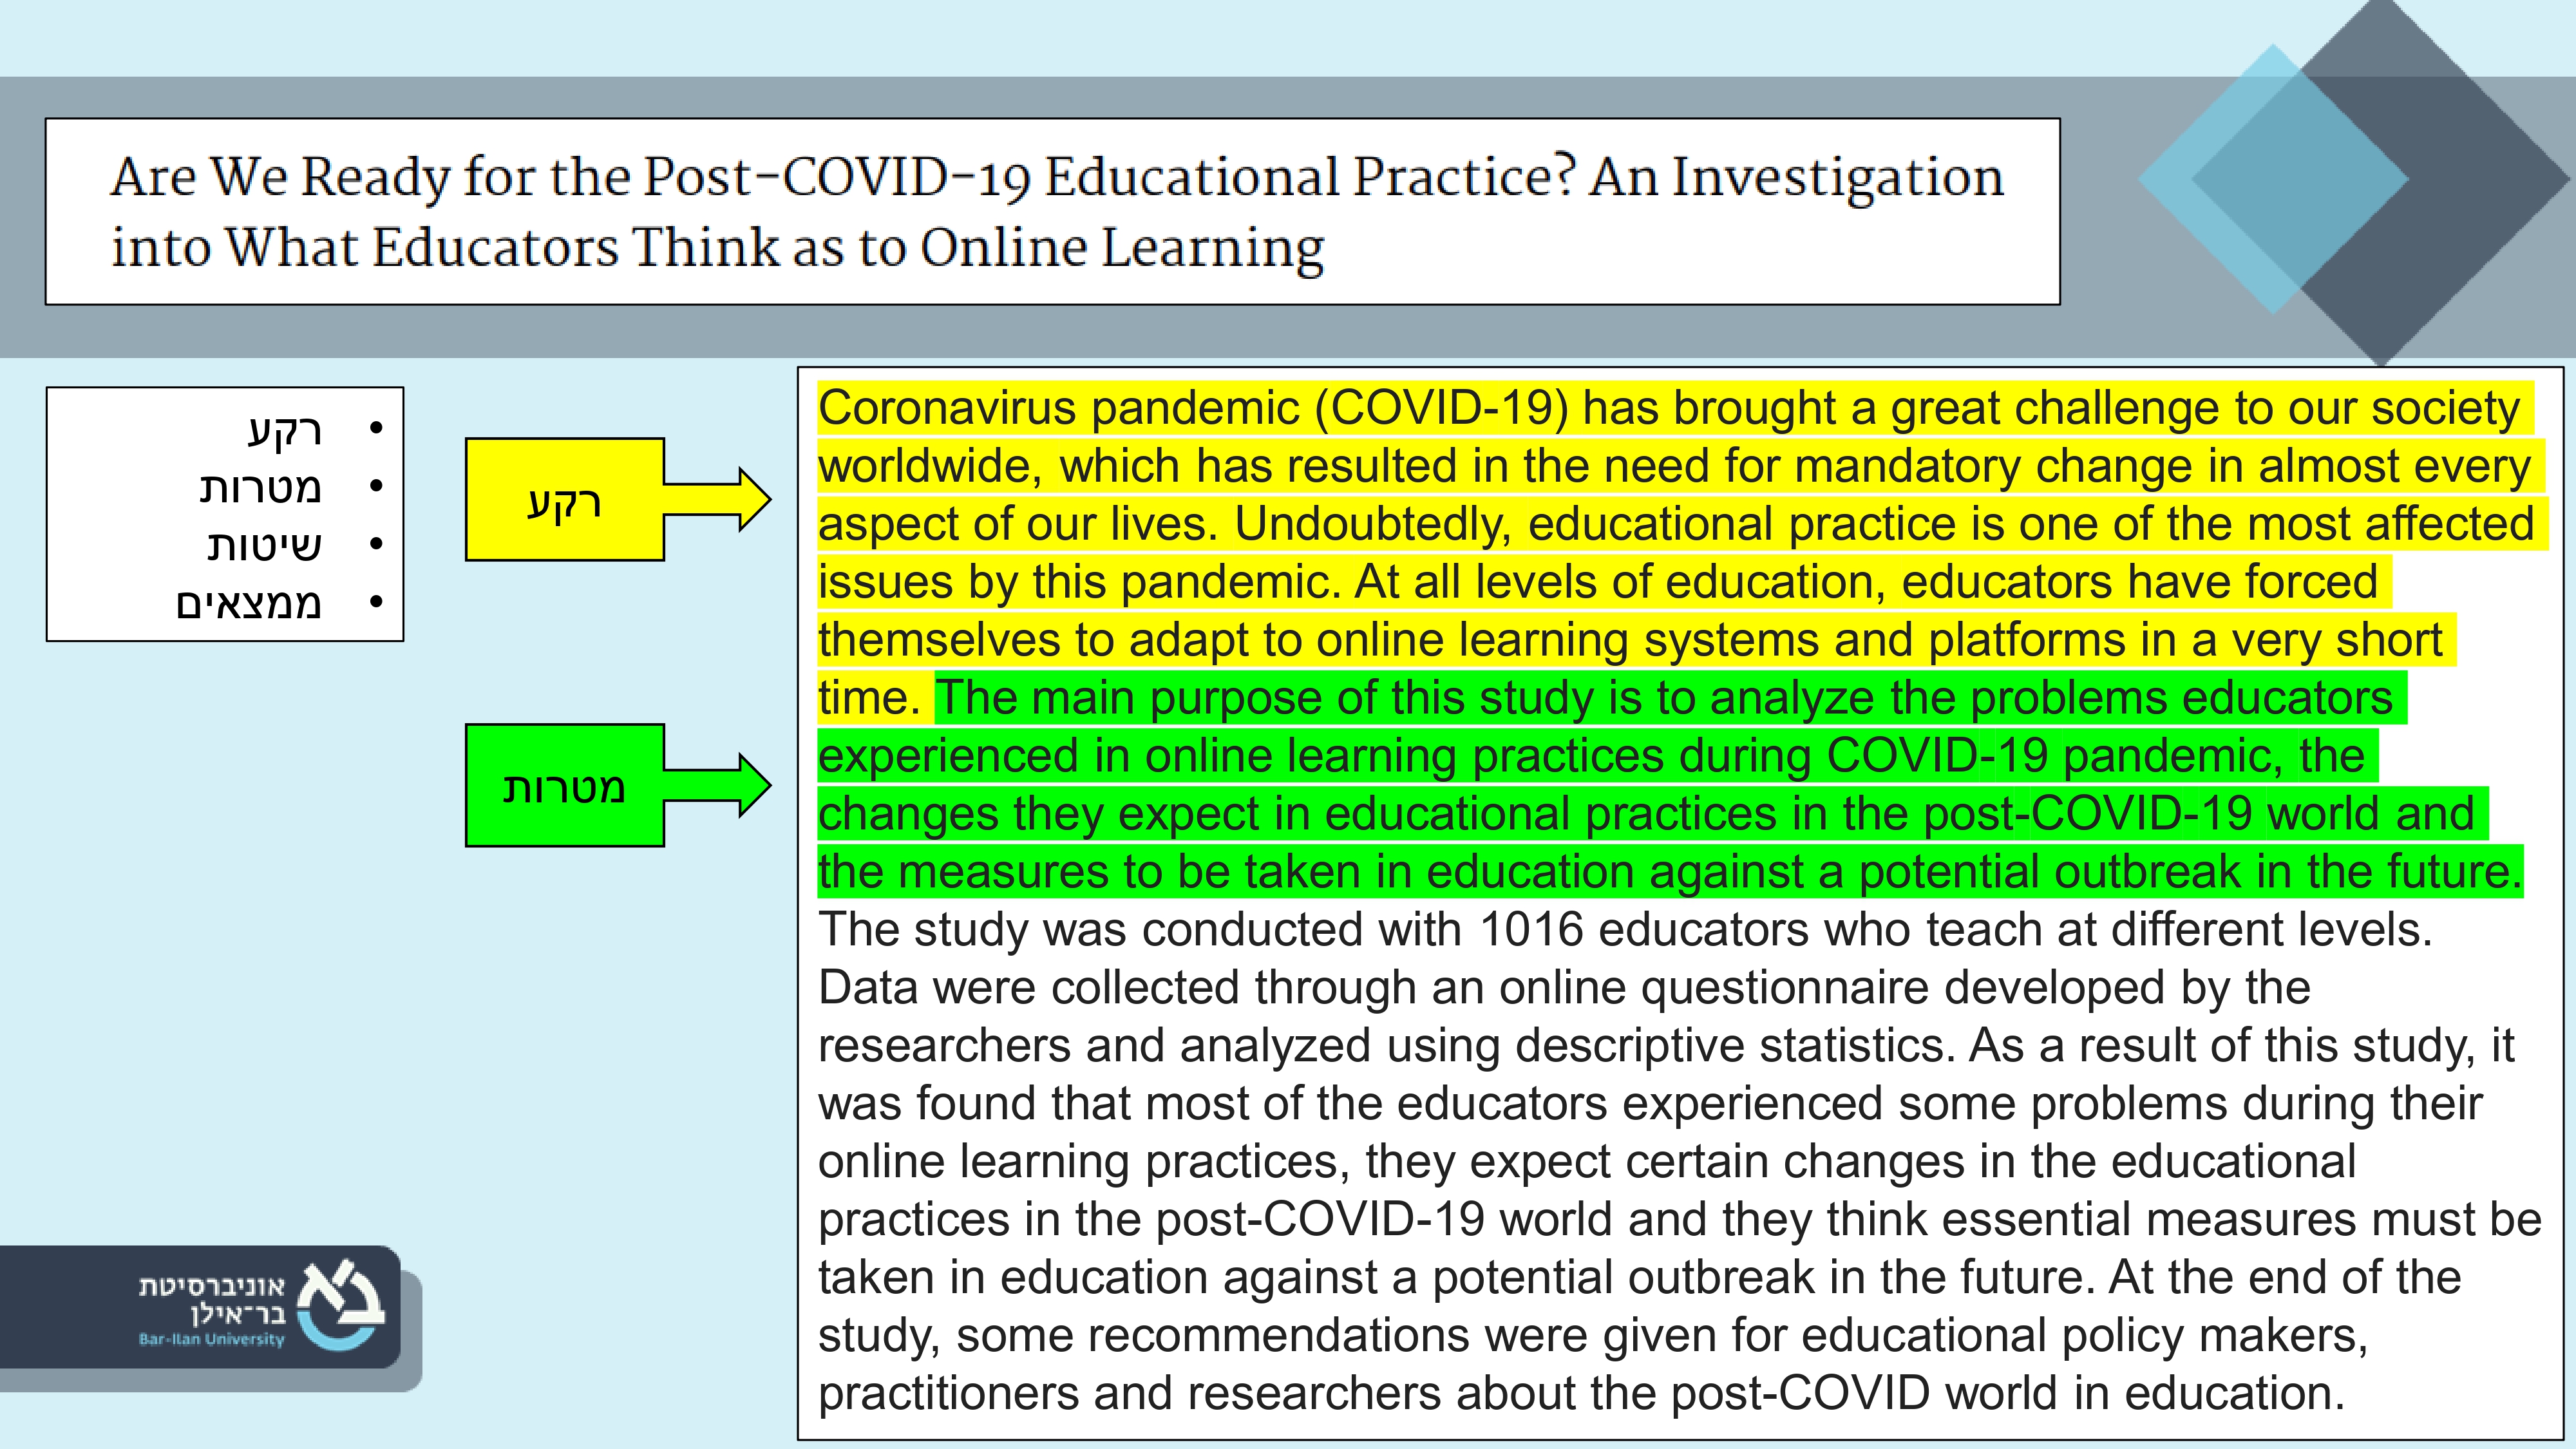 Are We Ready for the Post-COVID-19 Educational Practice? An Investigation
into What Educators Think as to Online Learning
• רקע
• מטרות
• שיטות
• ממצאים
רקע
מטרות
Coronavirus pandemic (COVID-19) has brought a great challenge to our society
worldwide, which has resulted in the need for mandatory change in almost every
aspect of our lives. Undoubtedly, educational practice is one of the most affected
issues by this pandemic. At all levels of education, educators have forced
themselves to adapt to online learning systems and platforms in a very short
time. The main purpose of this study is to analyze the problems educators
experienced in online learning practices during COVID-19 pandemic, the
changes they expect in educational practices in the post-COVID-19 world and
the measures to be taken in education against a potential outbreak in the future.
The study was conducted with 1016 educators who teach at different levels.
Data were collected through an online questionnaire developed by the
researchers and analyzed using descriptive statistics. As a result of this study, it
was found that most of the educators experienced some problems during their
online learning practices, they expect certain changes in the educational
practices in the post-COVID-19 world and they think essential measures must be
taken in education against a potential outbreak in the future. At the end of the
study, some recommendations were given for educational policy makers,
practitioners and researchers about the post-COVID world in education.
אוניברסיטת
בר־אילן
Bar-Ilan University